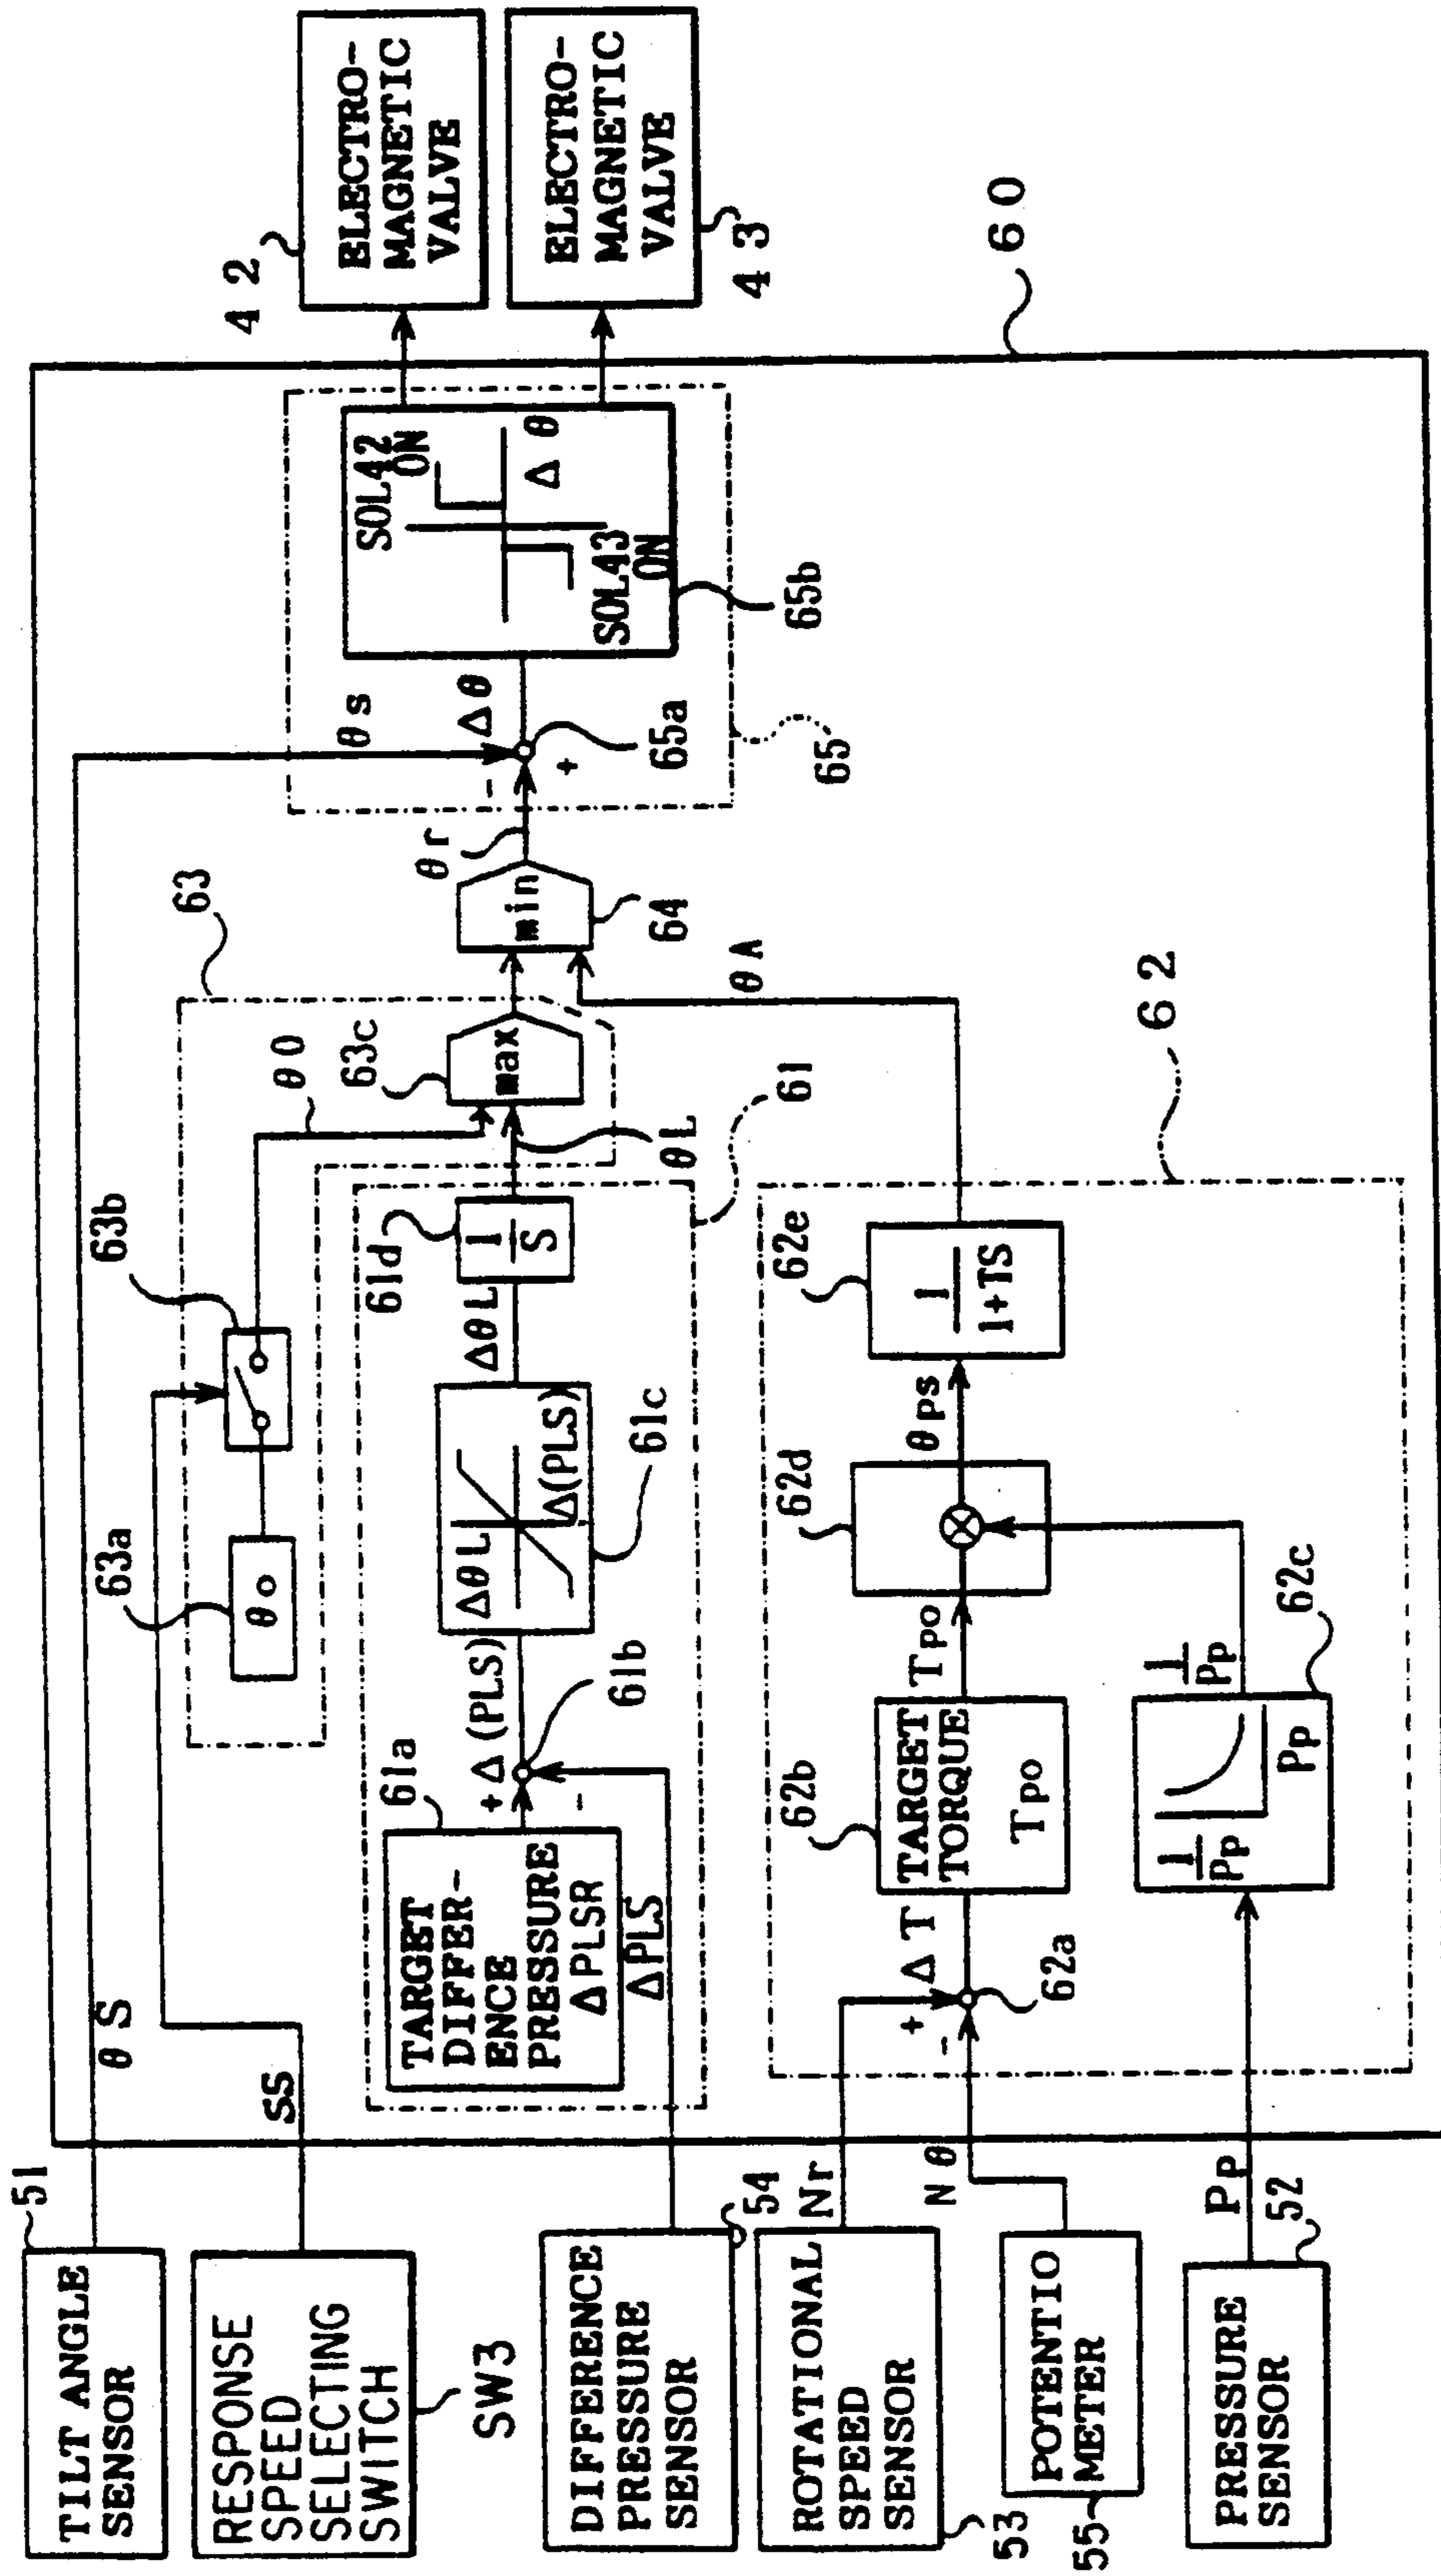 51
TILT ANGLE
SENSOR
θS
RESPONSE
SPEED
SELECTING
SWITCH
SS
SW3
DIFFERENCE
PRESSURE
SENSOR
54
ROTATIONAL
SPEED
SENSOR
53
Nr
POTENTIO
METER
55
Nθ
PRESSURE
SENSOR
52
Pp
63a
θo
63b
63
θ0
63c
max
61a
TARGET
DIFFER-
ENCE
PRESSURE
ΔPLSR
ΔPLS
+
-
Δ(PLS)
61b
ΔθL
Δ(PLS)
61c
ΔθL
61d
1
S
θL
61
+
-
ΔT
62a
62b
TARGET
TORQUE
Tpo
Tpo
1
Pp
Pp
1
Pp
62c
62d
θps
62e
1
1+TS
62
θA
min
64
θr
θs
-
+
Δθ
65a
65
SOL42
ON
Δθ
SOL43
ON
65b
60
42
ELECTRO-
MAGNETIC
VALVE
ELECTRO-
MAGNETIC
VALVE
43